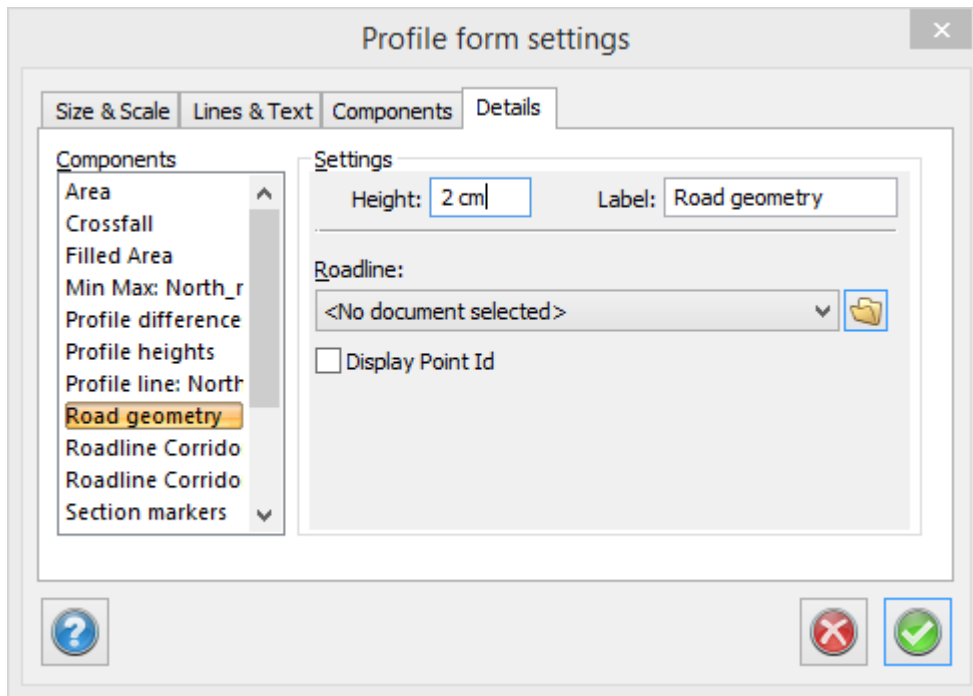 Profile form settings
Size & Scale Lines & Text Components Details
Components
Area
Crossfall
Filled Area
Min Max: North_r
Profile difference
Profile heights
Profile line: North
Road geometry
Roadline Corrido
Roadline Corrido
Section markers
Settings
Height: 2 cm Label: Road geometry
Roadline:
<No document selected>
Display Point Id